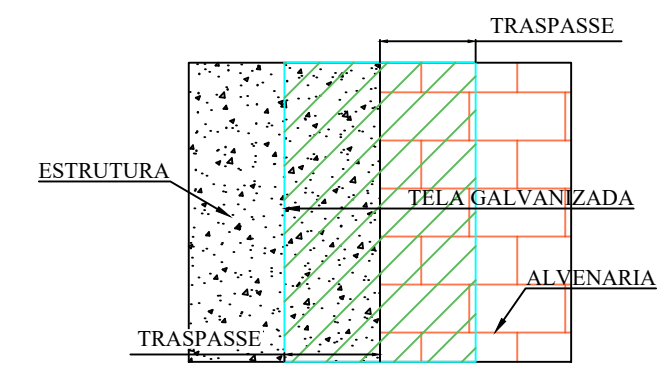 TRASPASSE
ESTRUTURA
TELA GALVANIZADA
ALVENARIA
TRASPASSE